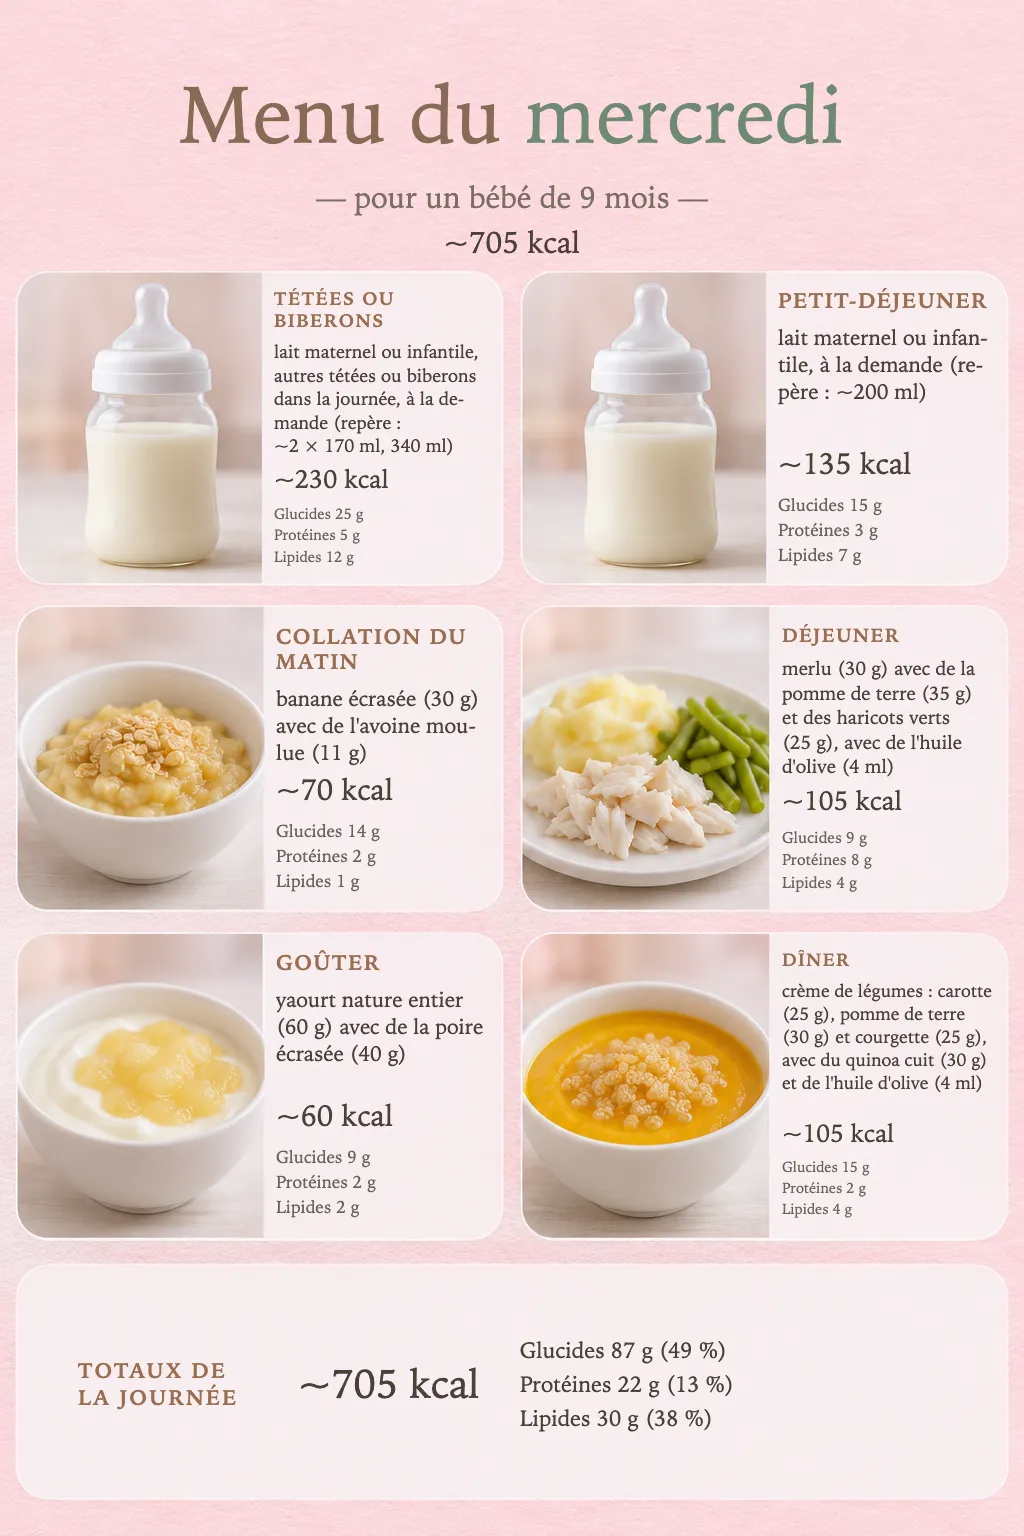 Menu du mercredi
— pour un bébé de 9 mois —
~705 kcal
TÉTÉES OU
BIBERONS
lait maternel ou infantile,
autres tétées ou biberons
dans la journée, à la de-
mande (repère :
~2 × 170 ml, 340 ml)
~230 kcal
Glucides 25 g
Protéines 5 g
Lipides 12 g
PETIT-DÉJEUNER
lait maternel ou infan-
tile, à la demande (re-
père : ~200 ml)
~135 kcal
Glucides 15 g
Protéines 3 g
Lipides 7 g
COLLATION DU
MATIN
banane écrasée (30 g)
avec de l'avoine mou-
lue (11 g)
~70 kcal
Glucides 14 g
Protéines 2 g
Lipides 1 g
DÉJEUNER
merlu (30 g) avec de la
pomme de terre (35 g)
et des haricots verts
(25 g), avec de l'huile
d'olive (4 ml)
~105 kcal
Glucides 9 g
Protéines 8 g
Lipides 4 g
GOÛTER
yaourt nature entier
(60 g) avec de la poire
écrasée (40 g)
~60 kcal
Glucides 9 g
Protéines 2 g
Lipides 2 g
DÎNER
crème de légumes : carotte
(25 g), pomme de terre
(30 g) et courgette (25 g),
avec du quinoa cuit (30 g)
et de l'huile d'olive (4 ml)
~105 kcal
Glucides 15 g
Protéines 2 g
Lipides 4 g
TOTAUX DE
LA JOURNÉE
~705 kcal
Glucides 87 g (49 %)
Protéines 22 g (13 %)
Lipides 30 g (38 %)